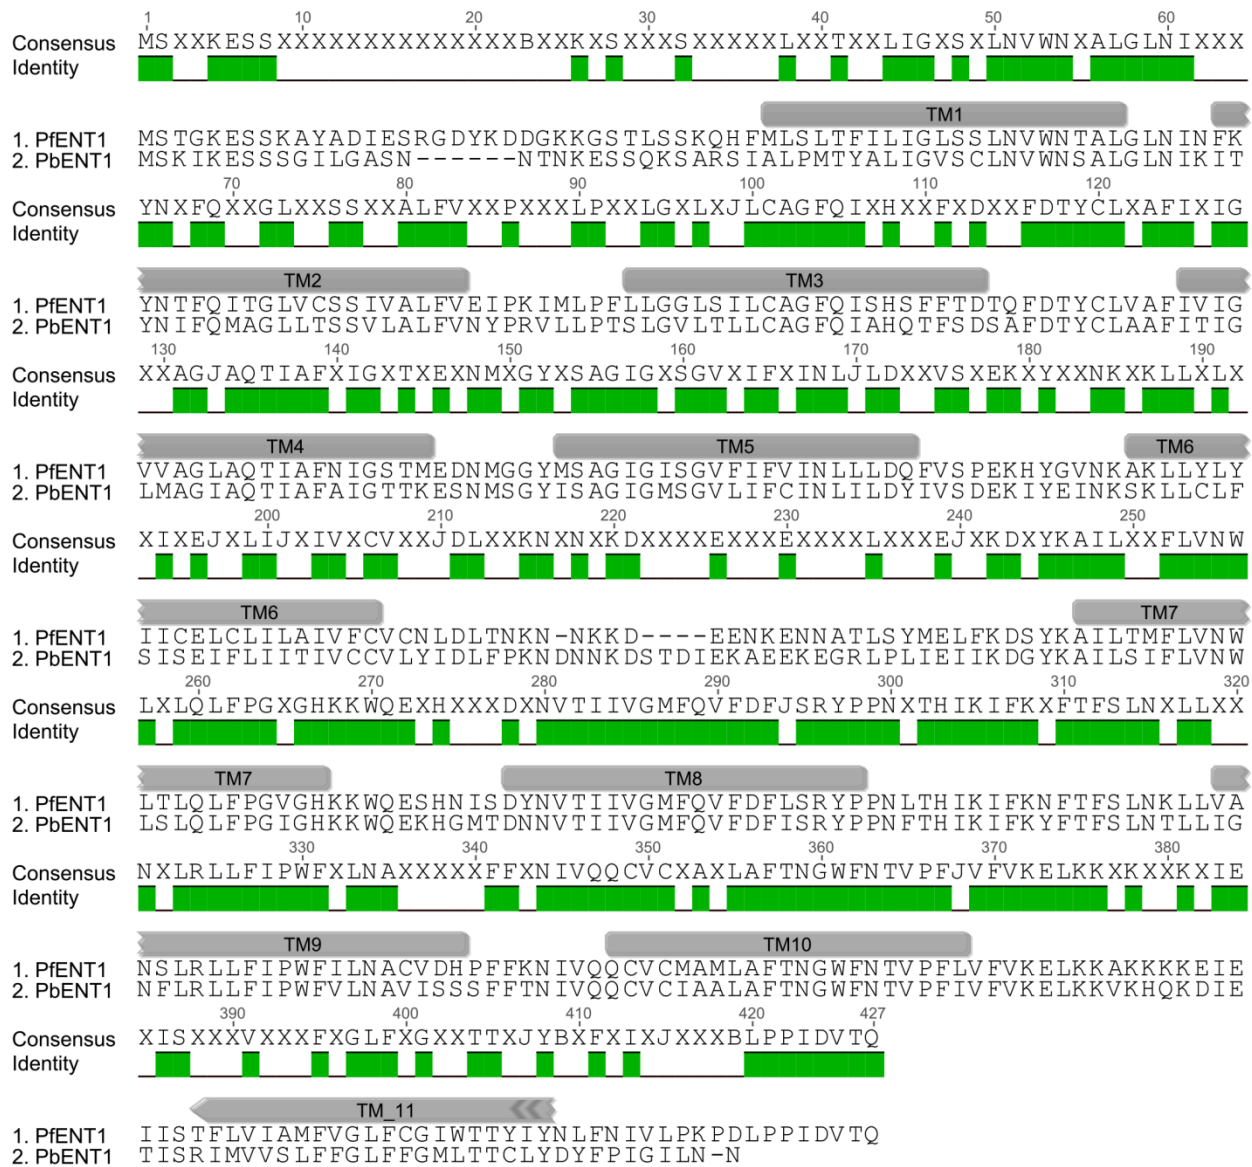 1 10 20 30 40 50 60
Consensus MSXXKESSXXXXXXXXXXXXXXXXXBXXKXSXXXSXXXXXLXXTXXLIGXSXLNVWNXALGLNIXXX
Identity
TM1
1. PfENT1 MSTGKESSKAYADIESRGDYKDDGKKGSTLSSKQHFMLSLTFILIGLSSLNVWNTALGLNINFK
2. PbENT1 MSKIKESSSGILGASN------NTNKESSQKSARSIALPMTYALIGVSCLNVWNSALGLNIKIT
70 80 90 100 110 120
Consensus YNXFQXXGLXXSSXXALFVXXPXXXLPXXLGXLXJLCAGFQIXHXXFXDXXFDTYCLXAFIXIG
Identity
TM2 TM3
1. PfENT1 YNTFQITGLVCSSIVALFVEIPKIMLPFLLGGLSILCAGFQISHSFFTDTQFDTYCLVAFIVIG
2. PbENT1 YNIFQMAGLLTSSVLALFVNYPRVLLPTSLGVLTLLCAGFQIAHQTFSDSAFDTYCLAAFITIG
130 140 150 160 170 180 190
Consensus XXAGJAQTIAFXIGXTXEXNMXGYXSAGIGXSGVXIFXINLJLDXXVSXEKXYXXNKXKLLXLX
Identity
TM4 TM5 TM6
1. PfENT1 VVAGLAQTIAFNIGSTMEDNMGGYMSAGIGISGVFIFVINLLLDQFVSPEKHYGVNKAKLLYLY
2. PbENT1 LMAGIAQTIAFAIGTTKESNMSGYISAGIGMSGVLIFCINLILDYIVSDEKIYEINKSKLLCLF
200 210 220 230 240 250
Consensus XIXEJXLIJXIVXCVXXJDLXXKNXNXKDXXXXEXXXEXXXXLXXXEJXKDXYKAILXXFLVNW
Identity
TM6 TM7
1. PfENT1 IICELCLILAIVFCVCNLDLTNKN-NKKD----EENKENNATLSYMELFKDSYKAILTMFLVNW
2. PbENT1 SISEIFLIITIVCCVLYIDLFPKNDNNKDSTDIEKAEEKEGRLPLIEIIKDGYKAILSIFLVNW
260 270 280 290 300 310 320
Consensus LXLQLFPGXGHKKWQEXHXXXDXNVTIIVGMFQVFDFJSRYPPNXTHIKIFKXFTFSLNXLLXX
Identity
TM7 TM8
1. PfENT1 LTLQLFPGVGHKKWQESHNISDYNVTIIVGMFQVFDFLSRYPPNLTHIKIFKNFTFSLNKLLVA
2. PbENT1 LSLQLFPGIGHKKWQEKHGMTDNNVTIIVGMFQVFDFISRYPPNFTHIKIFKYFTFSLNTLLIG
330 340 350 360 370 380
Consensus NXLRLLFIPWFXLNAXXXXXFFXNIVQQCVCXAXLAFTNGWFNTVPFJVFVKELKKXKXXKXIE
Identity
TM9 TM10
1. PfENT1 NSLRLLFIPWFILNACVDHPFFKNIVQQCVCMAMLAFTNGWFNTVPFLVFVKELKKAKKKKEIE
2. PbENT1 NFLRLLFIPWFVLNAVISSSFFTNIVQQCVCIAALAFTNGWFNTVPFIVFVKELKKVKHQKDIE
390 400 410 420 427
Consensus XISXXXVXXXFXGLFXGXXTTXJYBXFXIXJXXXBLPPIDVTQ
Identity
TM_11
1. PfENT1 IISTFLVIAMFVGLFCGIWTTYIYNLFNIVLPKPDLPPIDVTQ
2. PbENT1 TISRIMVVSLFFGLFFGMLTTCLYDYFPIGILN-N